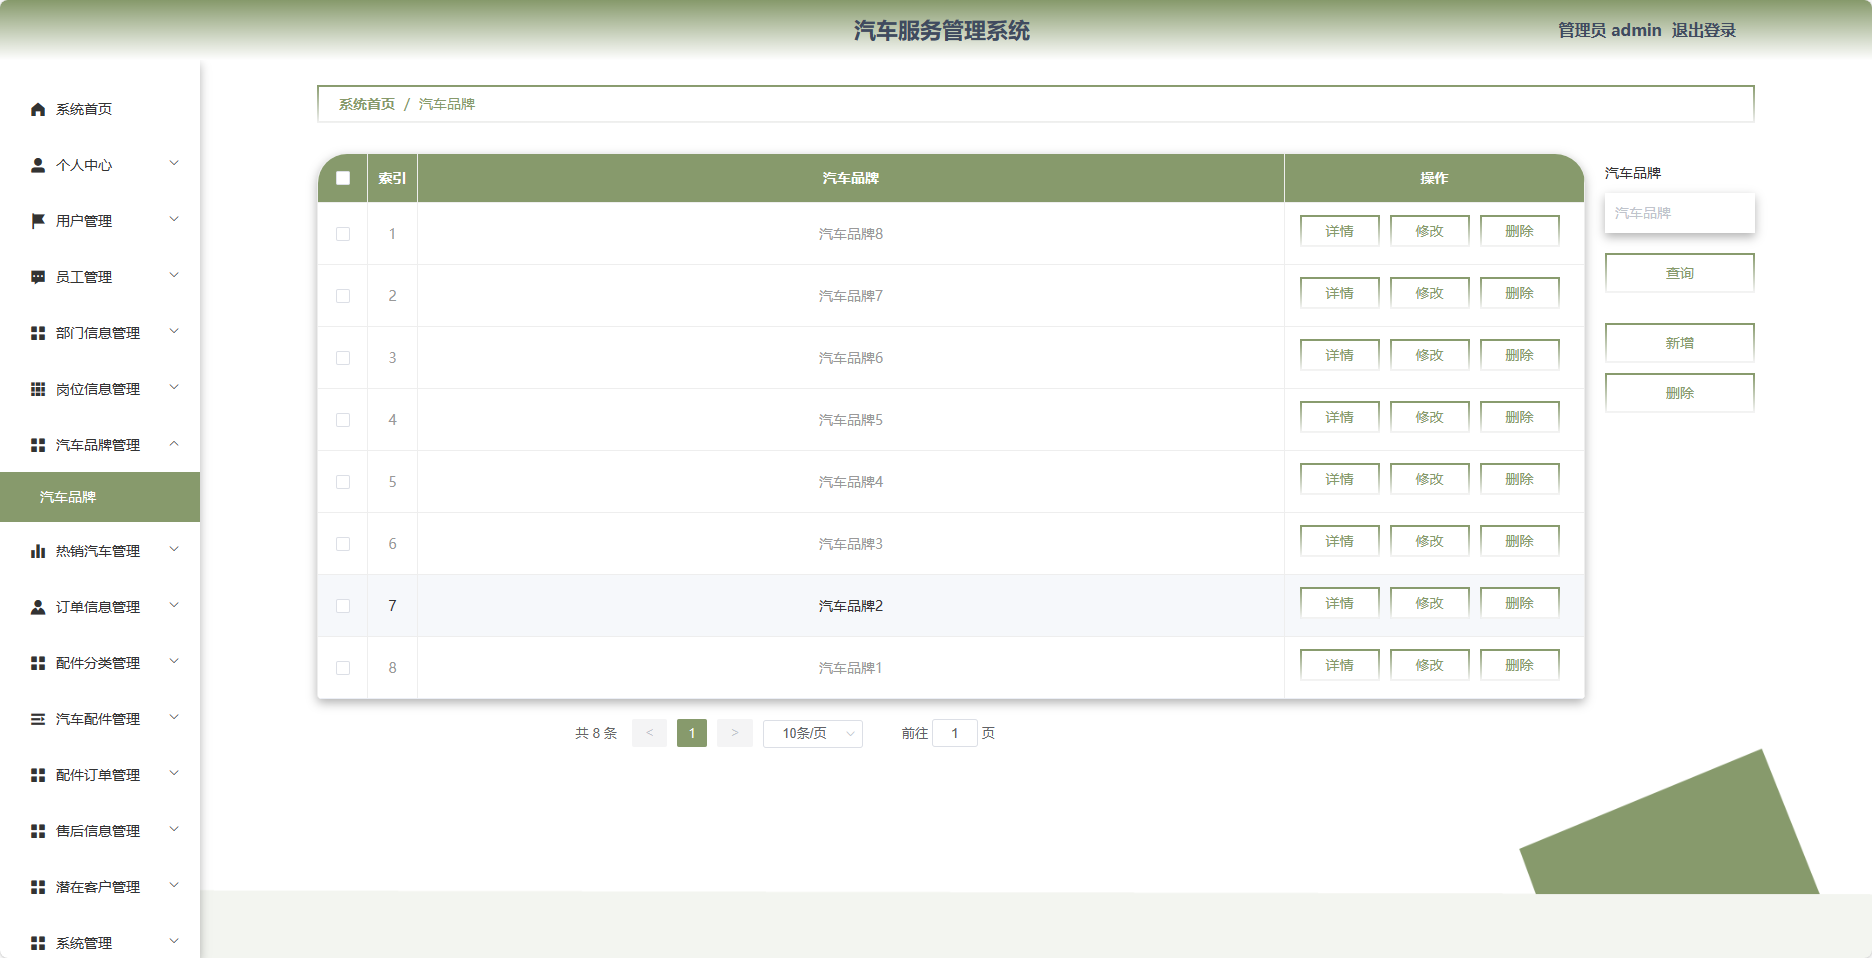 汽车服务管理系统
管理员 admin 退出登录
系统首页
个人中心
用户管理
员工管理
部门信息管理
岗位信息管理
汽车品牌管理
汽车品牌
热销汽车管理
订单信息管理
配件分类管理
汽车配件管理
配件订单管理
售后信息管理
潜在客户管理
系统管理
系统首页 / 汽车品牌
索引 汽车品牌 操作
1 汽车品牌8 详情 修改 删除
2 汽车品牌7 详情 修改 删除
3 汽车品牌6 详情 修改 删除
4 汽车品牌5 详情 修改 删除
5 汽车品牌4 详情 修改 删除
6 汽车品牌3 详情 修改 删除
7 汽车品牌2 详情 修改 删除
8 汽车品牌1 详情 修改 删除
共 8 条 < 1 > 10条/页 前往 1 页
汽车品牌
汽车品牌
查询
新增
删除